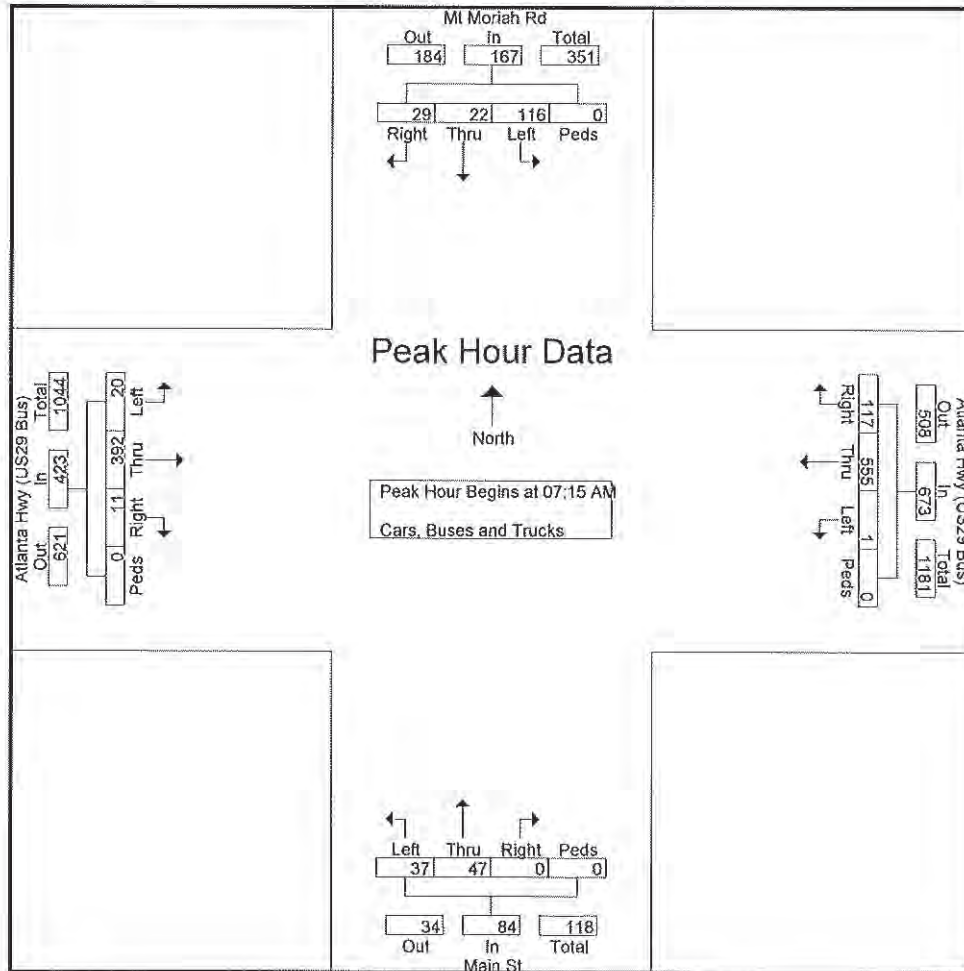 Mt Moriah Rd
Out In Total
184 167 351
29 22 116 0
Right Thru Left Peds
Peak Hour Data
North
Peak Hour Begins at 07:15 AM
Cars, Buses and Trucks
Atlanta Hwy (US29 Bus)
Out In Total
621 423 1044
0 11 392 20
Peds Right Thru Left
Atlanta Hwy (US29 Bus)
Out In Total
508 673 1181
117 555 1 0
Right Thru Left Peds
Left Thru Right Peds
37 47 0 0
34 84 118
Out In Total
Main St